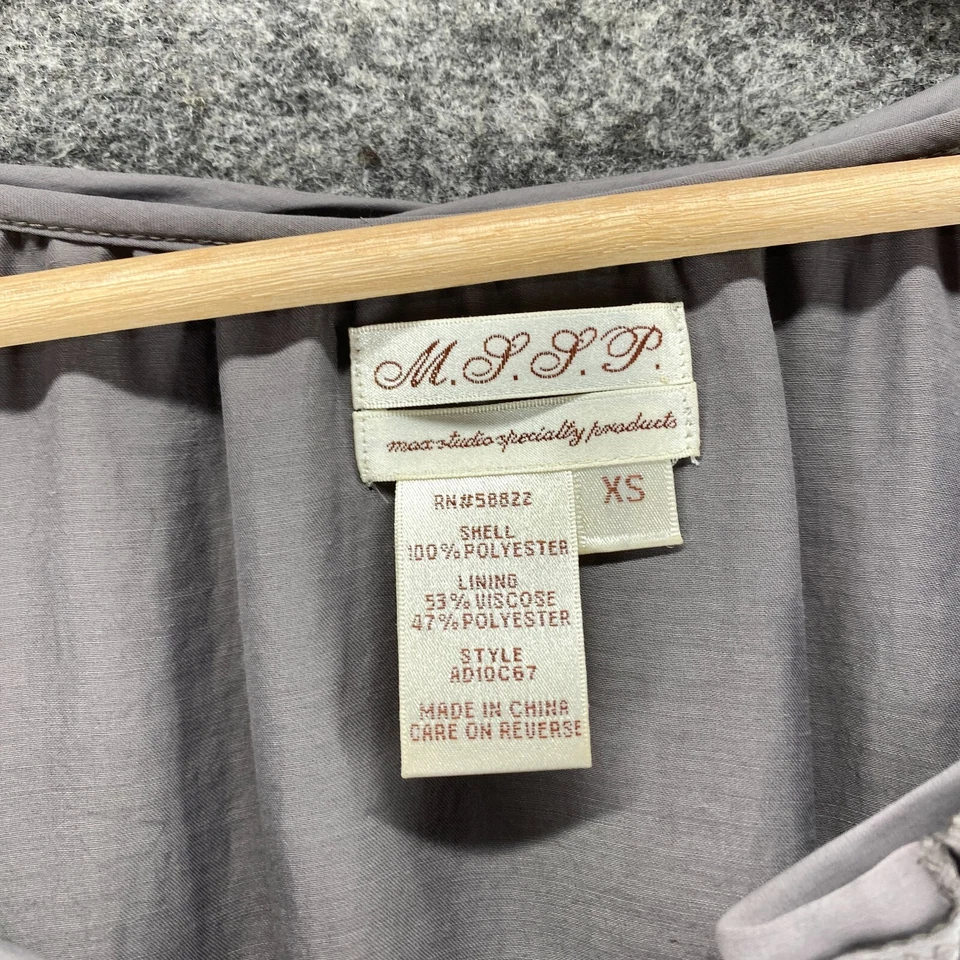 M.S.S.P.
max studio specialty products
XS
RN#58822
SHELL
100% POLYESTER
LINING
53% VISCOSE
47% POLYESTER
STYLE
AD10C67
MADE IN CHINA
CARE ON REVERSE